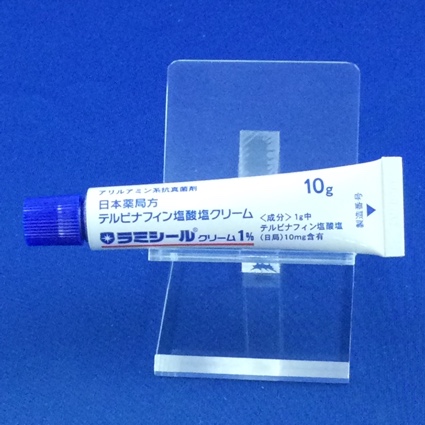 アリルアミン系抗真菌剤
10g
日本薬局方
テルビナフィン塩酸塩クリーム
ラミシール® クリーム1%
〈成分〉1g中
テルビナフィン塩酸塩
(日局)10mg含有
製造番号